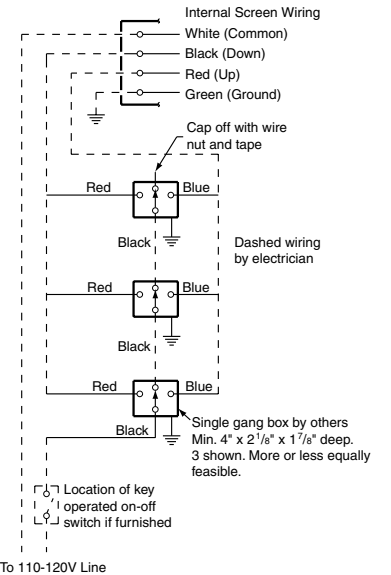 Internal Screen Wiring
White (Common)
Black (Down)
Red (Up)
Green (Ground)
Cap off with wire
nut and tape
Red
Blue
Black
Dashed wiring
by electrician
Red
Blue
Black
Red
Blue
Black
Single gang box by others
Min. 4" x 2 1/8" x 1 7/8" deep.
3 shown. More or less equally
feasible.
Location of key
operated on-off
switch if furnished
To 110-120V Line